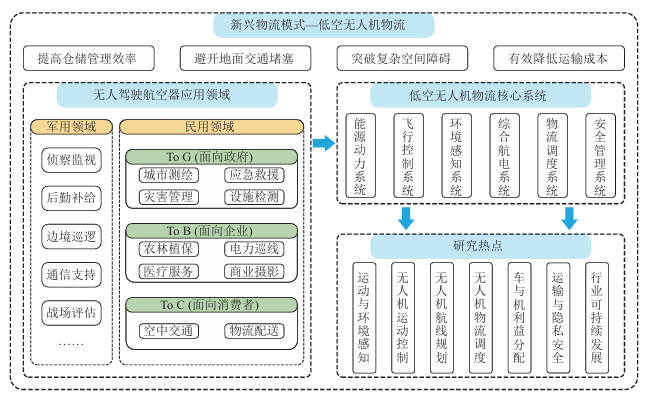 新兴物流模式—低空无人机物流
提高仓储管理效率
避开地面交通堵塞
突破复杂空间障碍
有效降低运输成本
无人驾驶航空器应用领域
军用领域
侦察监视
后勤补给
边境巡逻
通信支持
战场评估
……
民用领域
To G (面向政府)
城市测绘
应急救援
灾害管理
设施检测
To B (面向企业)
农林植保
电力巡线
医疗服务
商业摄影
To C (面向消费者)
空中交通
物流配送
低空无人机物流核心系统
能源动力系统
飞行控制系统
环境感知系统
综合航电系统
物流调度系统
安全管理系统
研究热点
运动与环境感知
无人机运动控制
无人机航线规划
无人机物流调度
车与机利益分配
运输与隐私安全
行业可持续发展